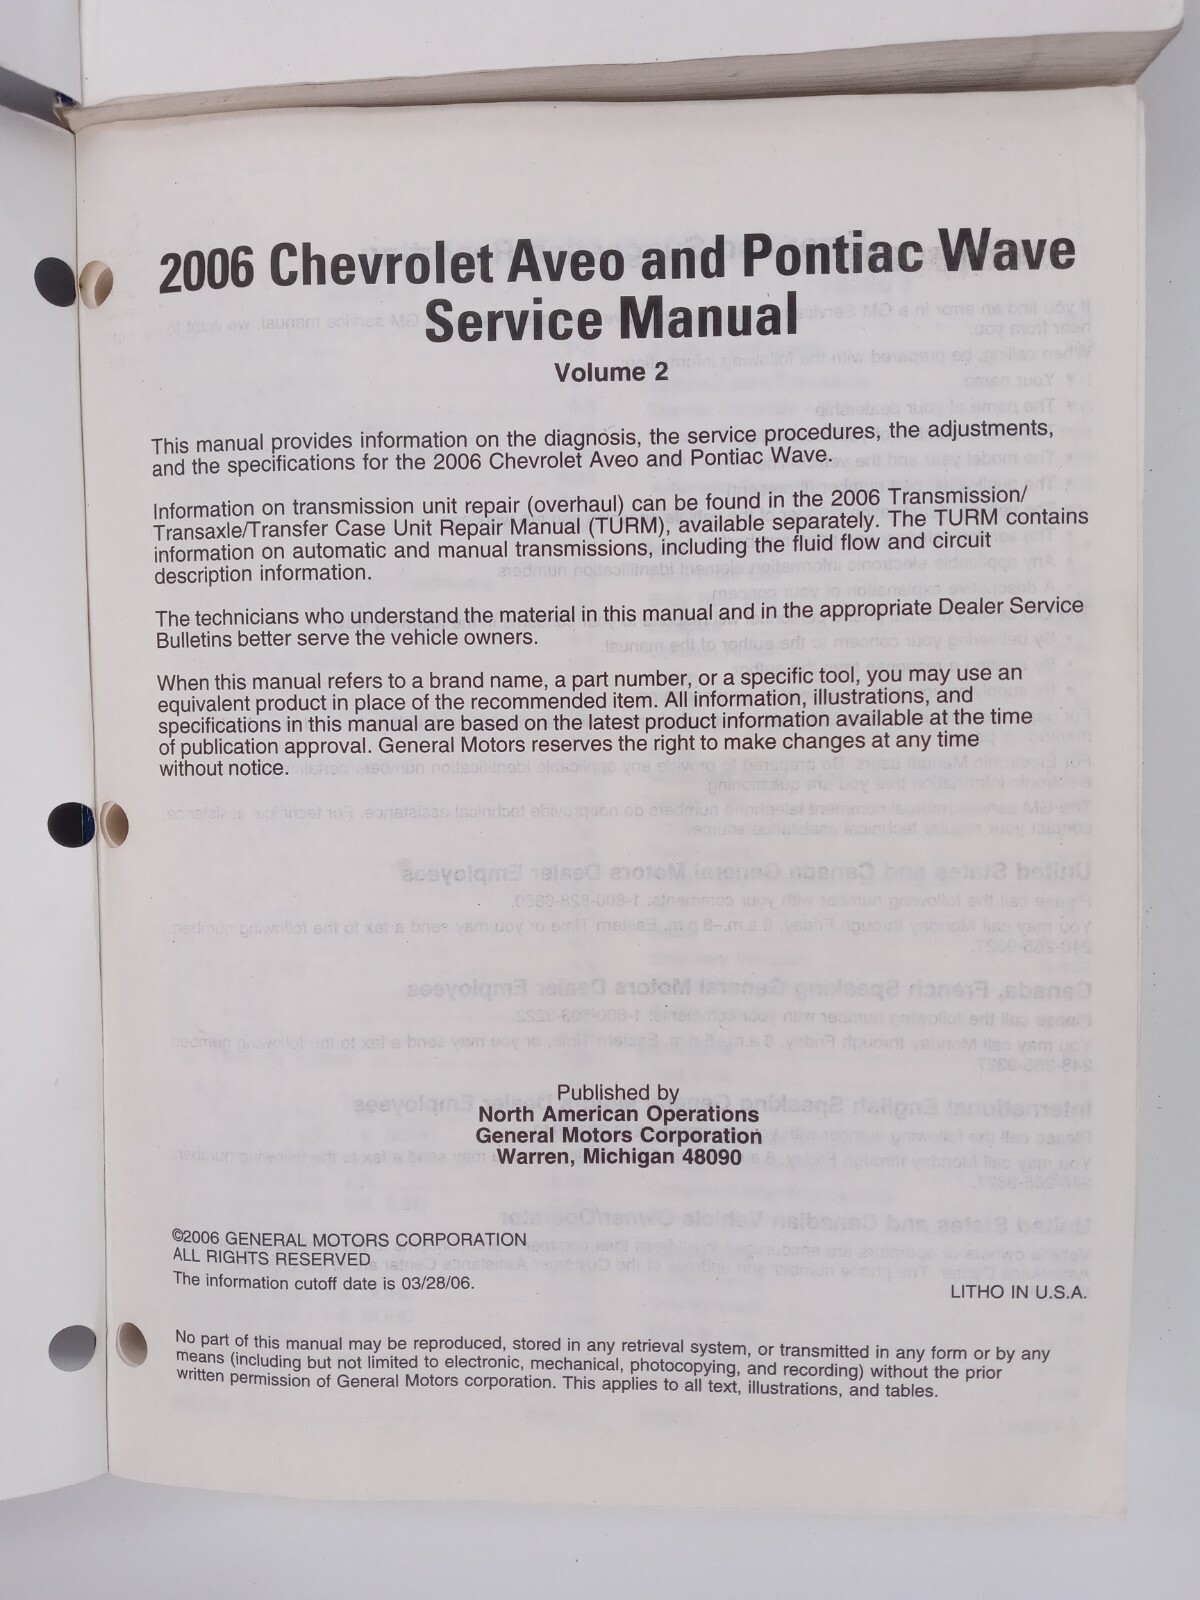 2006 Chevrolet Aveo and Pontiac Wave
Service Manual
Volume 2
This manual provides information on the diagnosis, the service procedures, the adjustments,
and the specifications for the 2006 Chevrolet Aveo and Pontiac Wave.
Information on transmission unit repair (overhaul) can be found in the 2006 Transmission/
Transaxle/Transfer Case Unit Repair Manual (TURM), available separately. The TURM contains
information on automatic and manual transmissions, including the fluid flow and circuit
description information.
The technicians who understand the material in this manual and in the appropriate Dealer Service
Bulletins better serve the vehicle owners.
When this manual refers to a brand name, a part number, or a specific tool, you may use an
equivalent product in place of the recommended item. All information, illustrations, and
specifications in this manual are based on the latest product information available at the time
of publication approval. General Motors reserves the right to make changes at any time
without notice.
Published by
North American Operations
General Motors Corporation
Warren, Michigan 48090
©2006 GENERAL MOTORS CORPORATION
ALL RIGHTS RESERVED
The information cutoff date is 03/28/06.
LITHO IN U.S.A.
No part of this manual may be reproduced, stored in any retrieval system, or transmitted in any form or by any
means (including but not limited to electronic, mechanical, photocopying, and recording) without the prior
written permission of General Motors corporation. This applies to all text, illustrations, and tables.